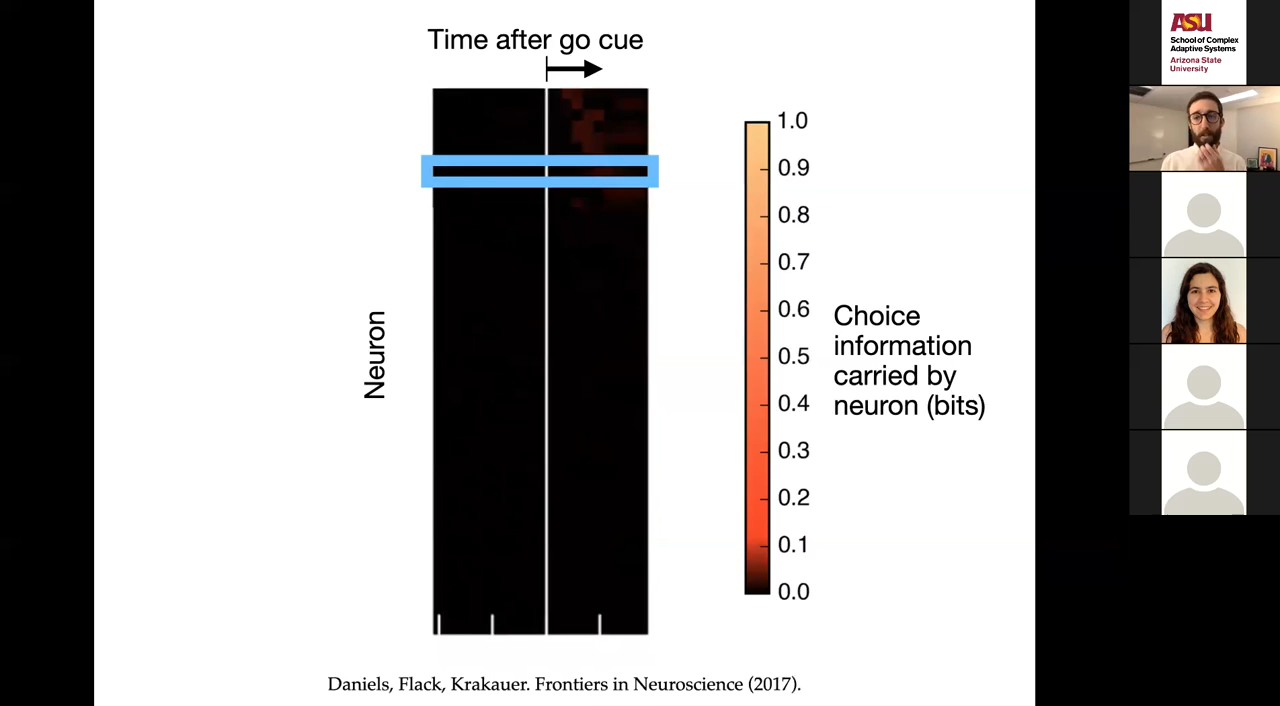 Time after go cue
Neuron
1.0
0.9
0.8
0.7
0.6
0.5
0.4
0.3
0.2
0.1
0.0
Choice
information
carried by
neuron (bits)
Daniels, Flack, Krakauer. Frontiers in Neuroscience (2017).
ASU
School of Complex
Adaptive Systems
Arizona State
University